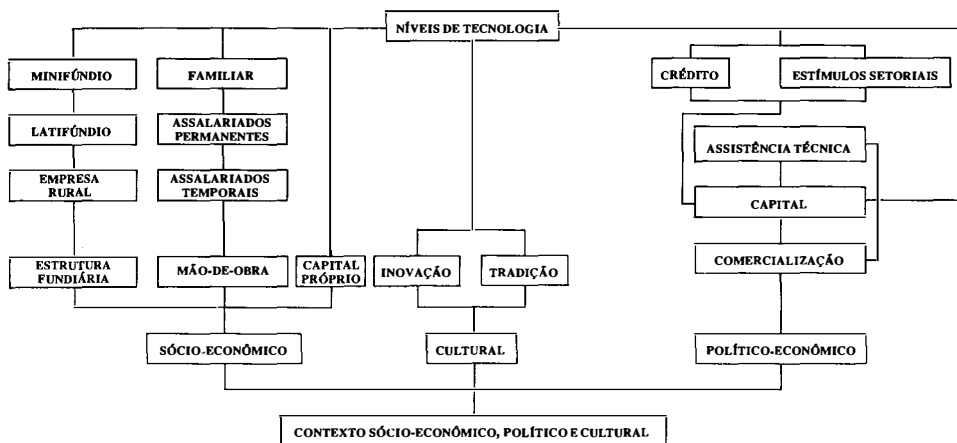 NÍVEIS DE TECNOLOGIA
MINIFÚNDIO
FAMILIAR
CRÉDITO
ESTÍMULOS SETORIAIS
LATIFÚNDIO
ASSALARIADOS
PERMANENTES
ASSISTÊNCIA TÉCNICA
EMPRESA
RURAL
ASSALARIADOS
TEMPORAIS
CAPITAL
ESTRUTURA
FUNDIÁRIA
MÃO-DE-OBRA
CAPITAL
PRÓPRIO
INOVAÇÃO
TRADIÇÃO
COMERCIALIZAÇÃO
SÓCIO-ECONÔMICO
CULTURAL
POLÍTICO-ECONÔMICO
CONTEXTO SÓCIO-ECONÔMICO, POLÍTICO E CULTURAL